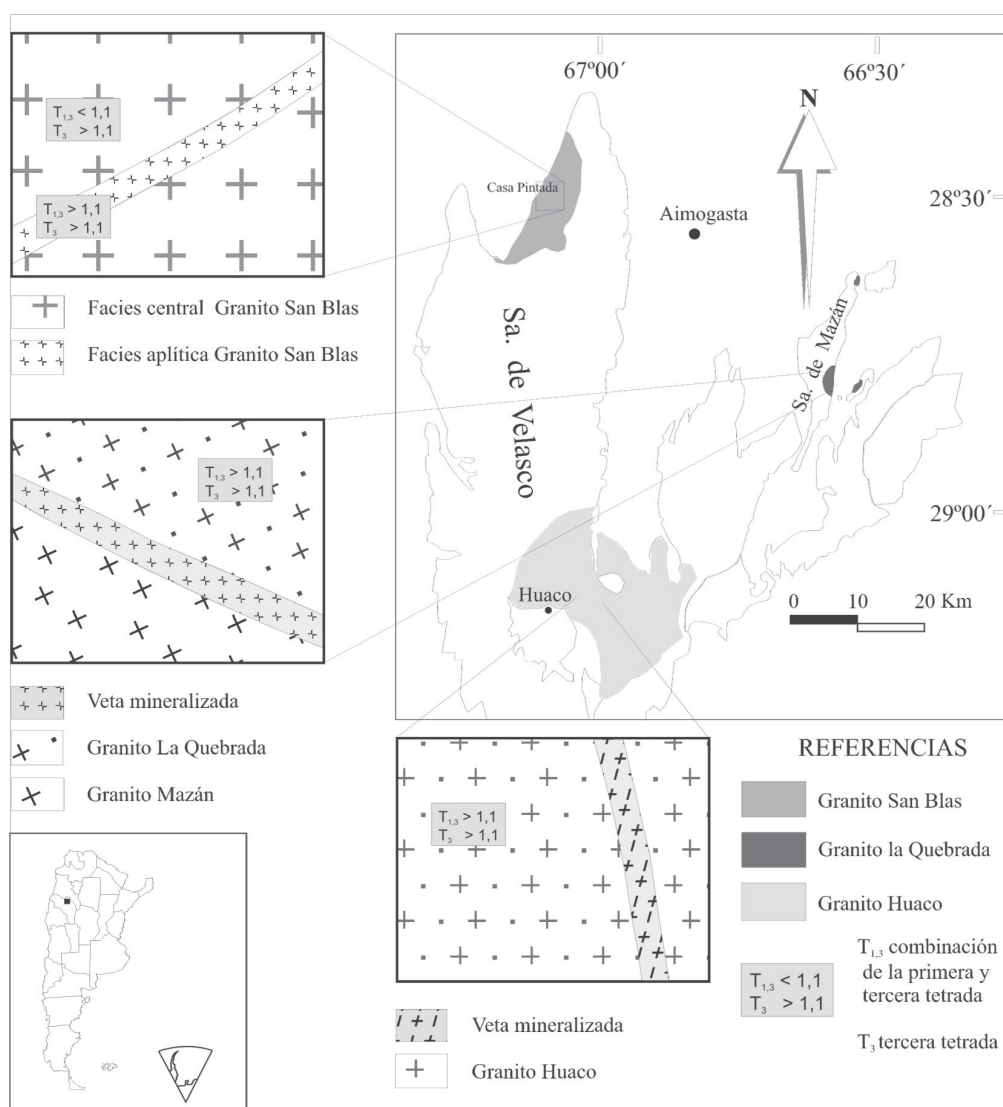 T1,3 < 1,1
T3 > 1,1
T1,3 > 1,1
T3 > 1,1
Facies central Granito San Blas
Facies aplítica Granito San Blas
T1,3 > 1,1
T3 > 1,1
Veta mineralizada
Granito La Quebrada
Granito Mazán
67º00´
66º30´
N
Casa Pintada
Aimogasta
28º30´
Sa. de Velasco
Sa. de Mazán
29º00´
Huaco
0 10 20 Km
T1,3 > 1,1
T3 > 1,1
Veta mineralizada
Granito Huaco
REFERENCIAS
Granito San Blas
Granito la Quebrada
Granito Huaco
T1,3 < 1,1
T3 > 1,1
T1,3 combinación
de la primera y
tercera tetrada
T3 tercera tetrada